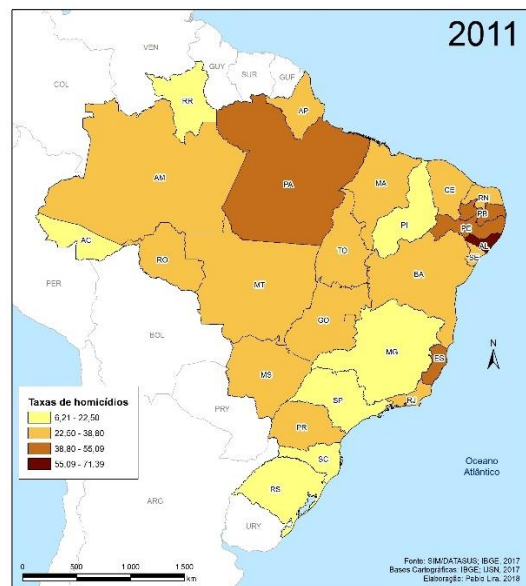 2011
VEN
GUY
SUR
GUF
COL
RR
AP
AM
PA
MA
CE
RN
PB
PI
PE
AL
SE
AC
TO
RO
BA
PER
MT
GO
BOL
MG
ES
MS
SP
RJ
PRY
PR
SC
RS
ARG
URY
N
Oceano
Atlântico
Taxas de homicídios
6,21 - 22,50
22,50 - 38,80
38,80 - 55,09
55,09 - 71,39
0 500 1.000 1.500
km
Fonte: SIM/DATASUS; IBGE, 2017
Bases Cartográficas: IBGE; IJSN, 2017
Elaboração: Pablo Lira, 2018